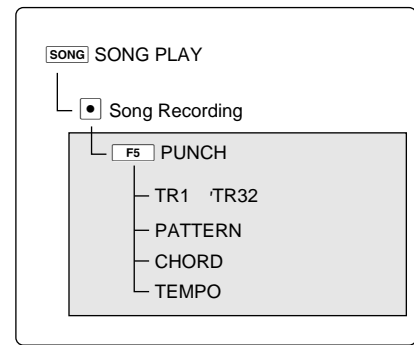 SONG SONG PLAY
Song Recording
F5 PUNCH
TR1 'TR32
PATTERN
CHORD
TEMPO